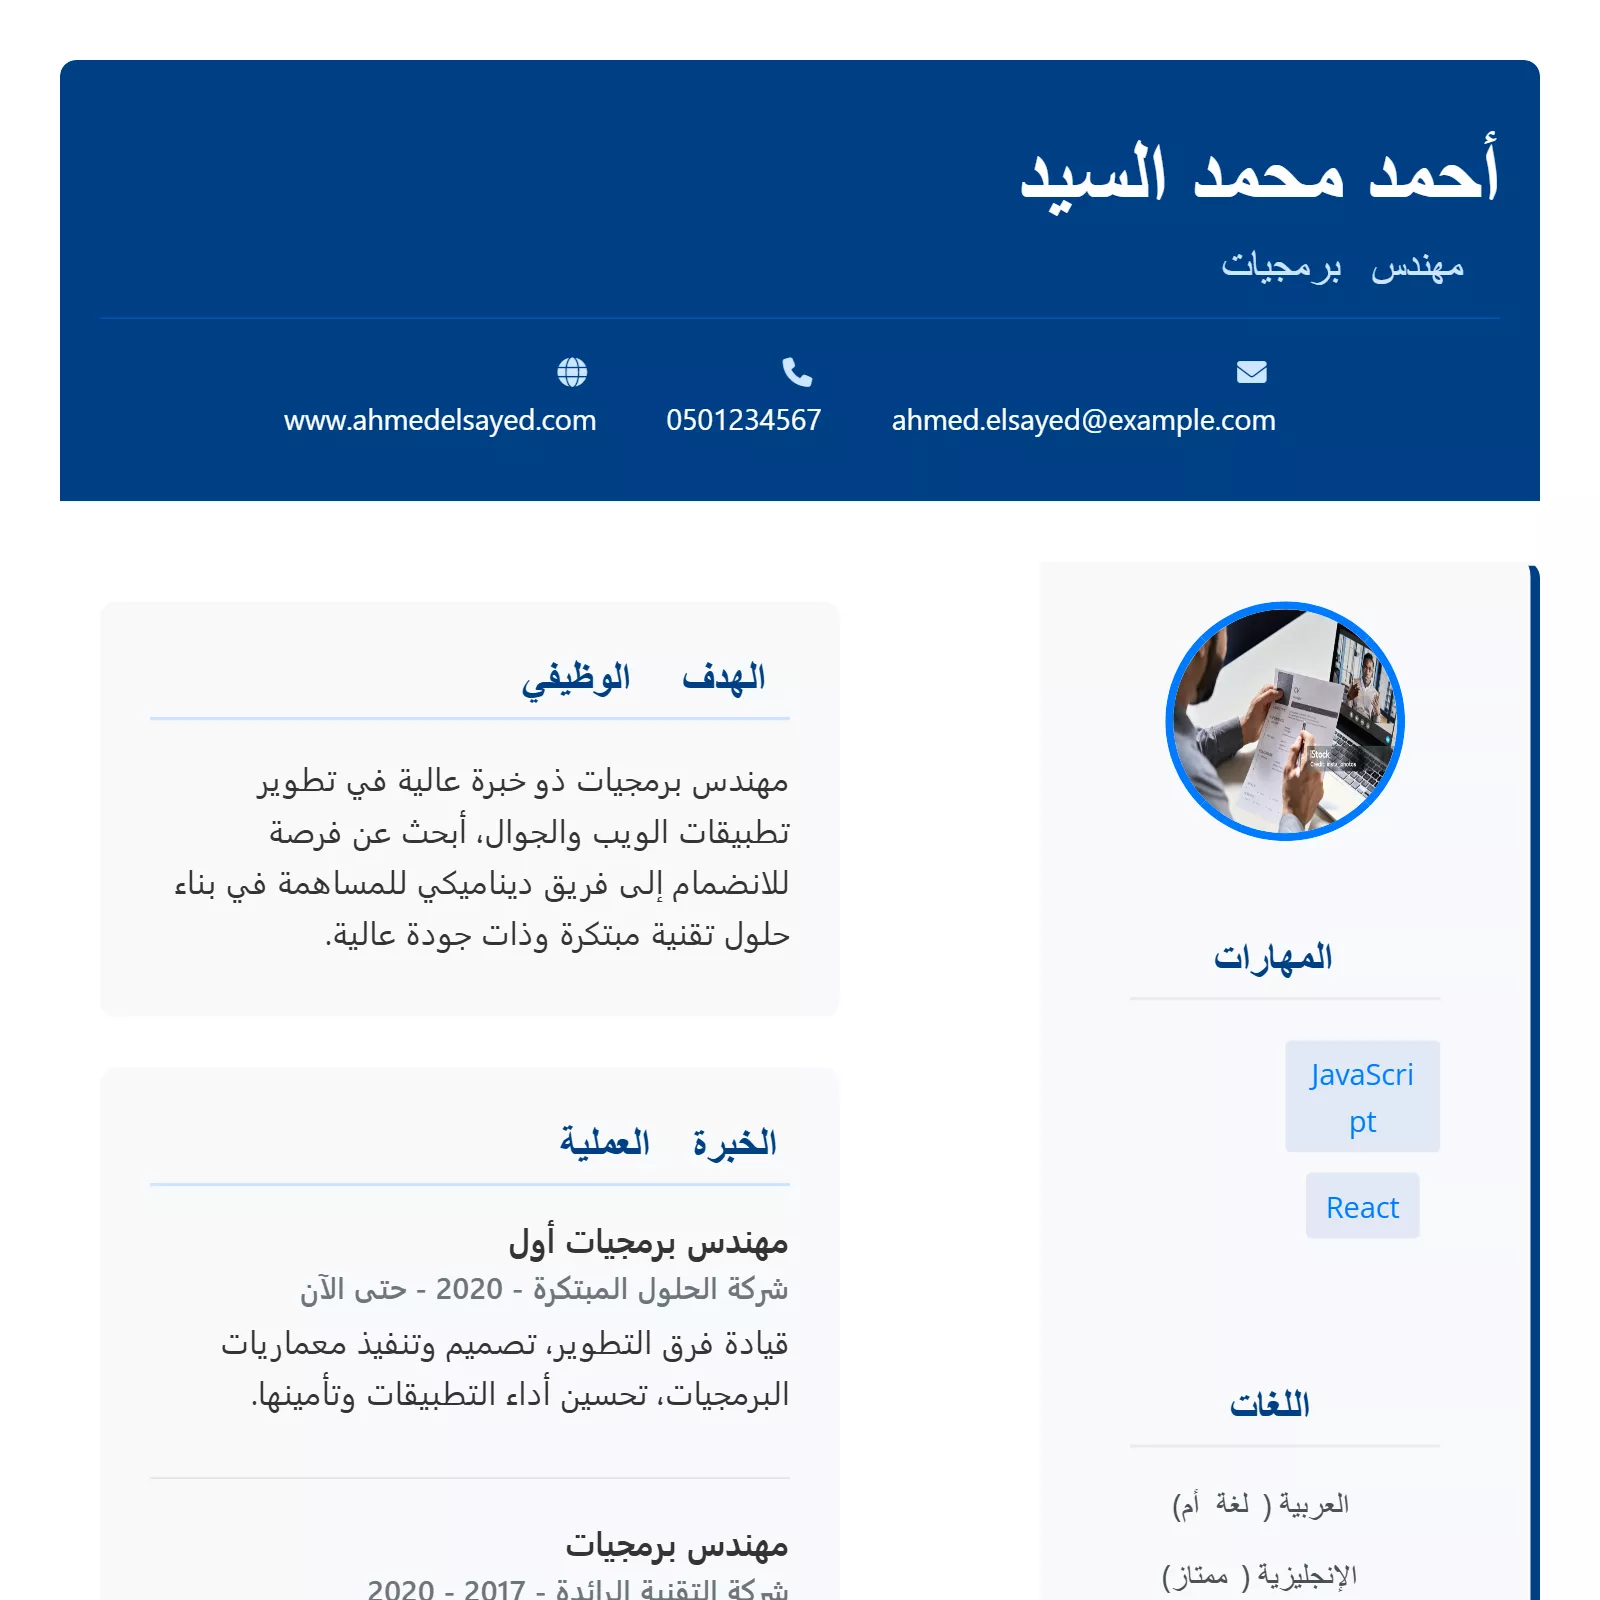 أحمد محمد السيد
مهندس برمجيات
ahmed.elsayed@example.com
0501234567
www.ahmedelsayed.com
iStock
المهارات
JavaScri
pt
React
اللغات
العربية ( لغة أم)
الإنجليزية ( ممتاز)
الهدف الوظيفي
مهندس برمجيات ذو خبرة عالية في تطوير
تطبيقات الويب والجوال، أبحث عن فرصة
للانضمام إلى فريق ديناميكي للمساهمة في بناء
حلول تقنية مبتكرة وذات جودة عالية.
الخبرة العملية
مهندس برمجيات أول
شركة الحلول المبتكرة - 2020 - حتى الآن
قيادة فرق التطوير، تصميم وتنفيذ معماريات
البرمجيات، تحسين أداء التطبيقات وتأمينها.
مهندس برمجيات
شركة التقنية الرائدة - 2017 - 2020